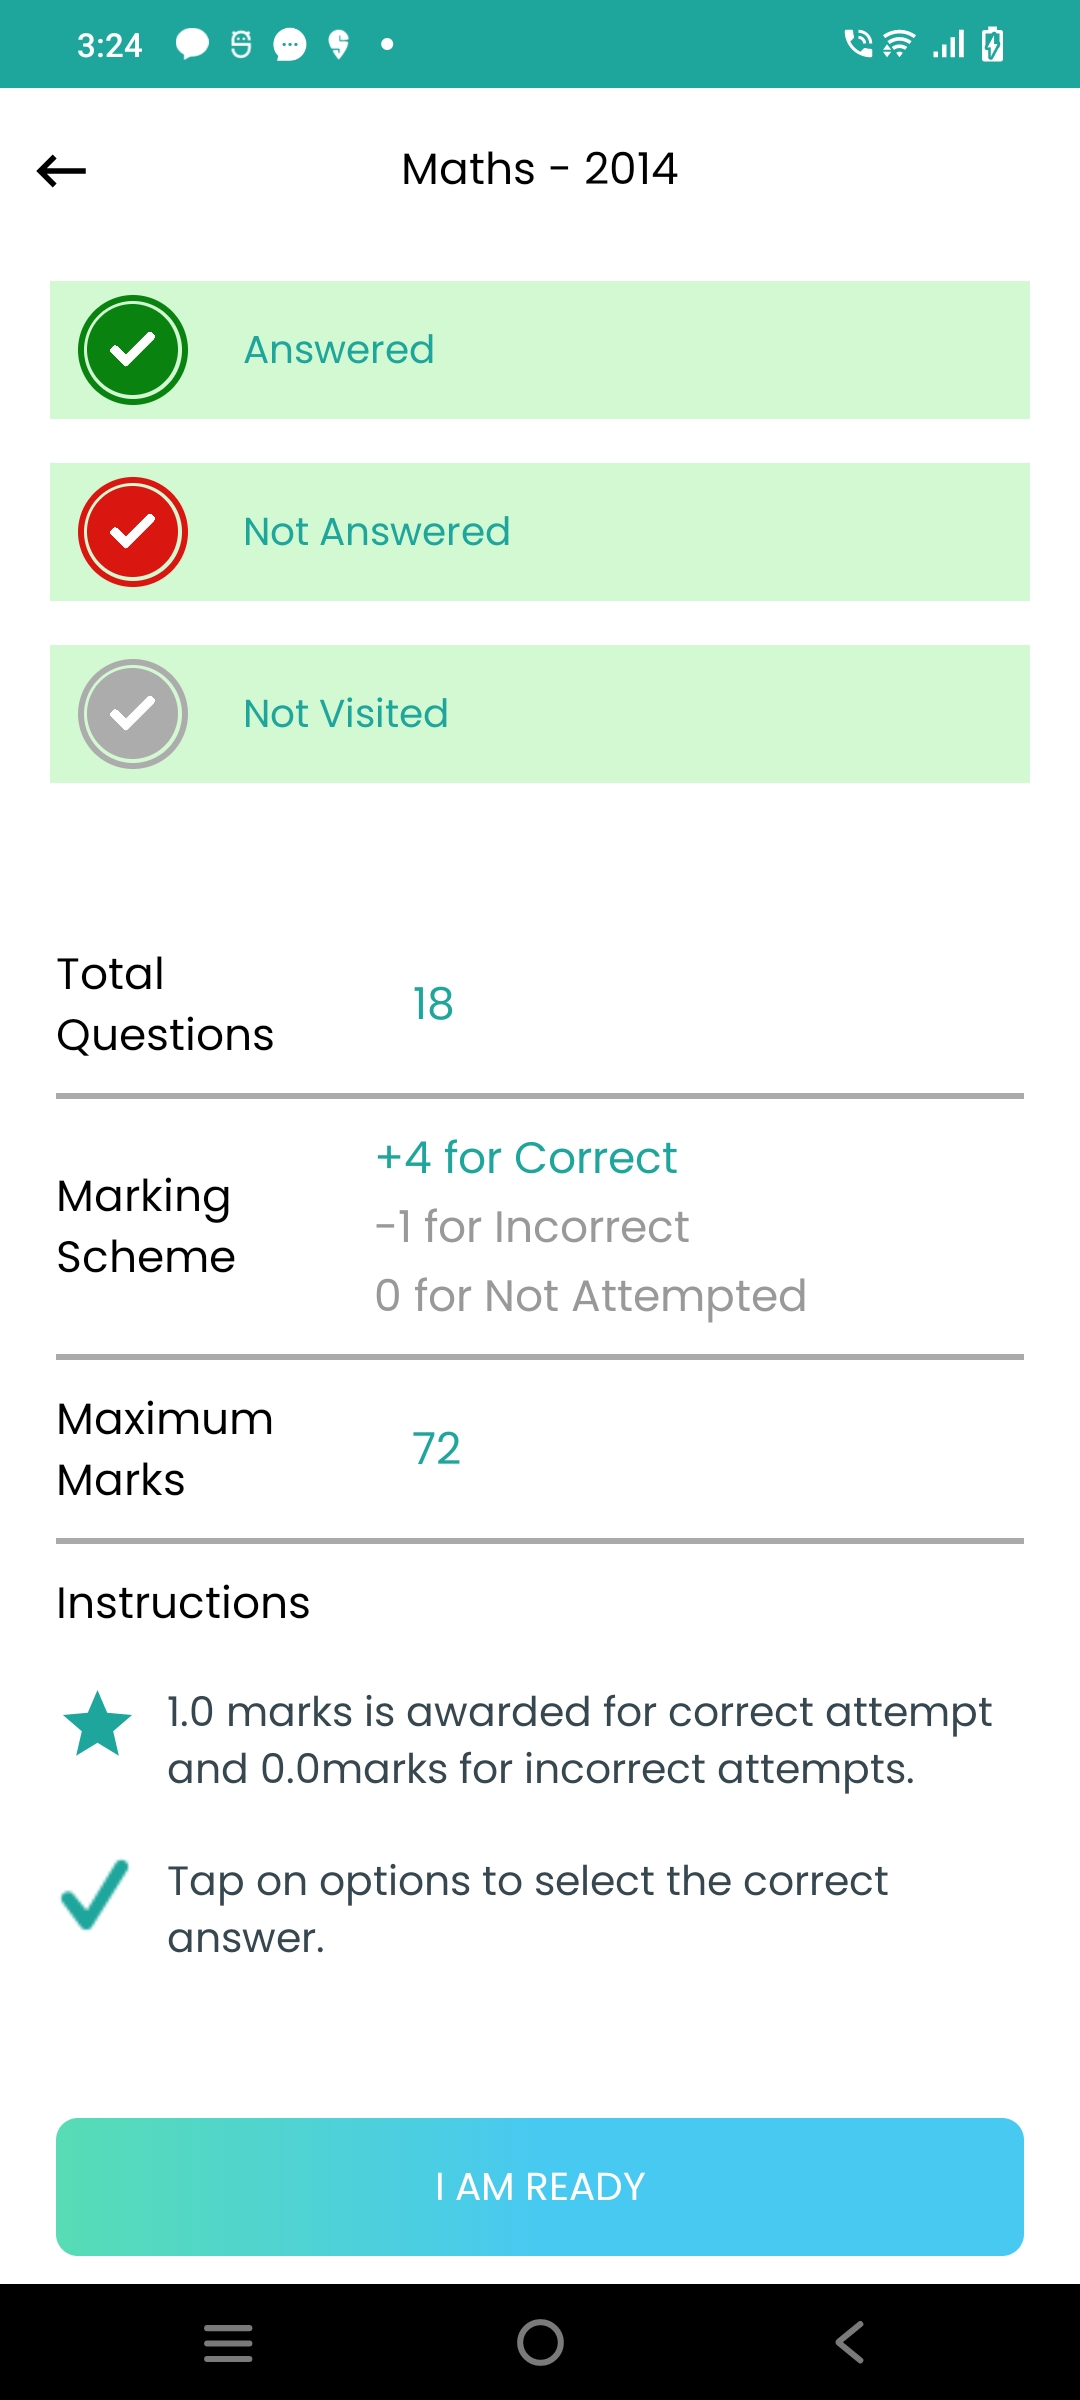 3:24
Maths - 2014
Answered
Not Answered
Not Visited
Total
Questions
18
Marking
Scheme
+4 for Correct
-1 for Incorrect
0 for Not Attempted
Maximum
Marks
72
Instructions
1.0 marks is awarded for correct attempt
and 0.0marks for incorrect attempts.
Tap on options to select the correct
answer.
I AM READY